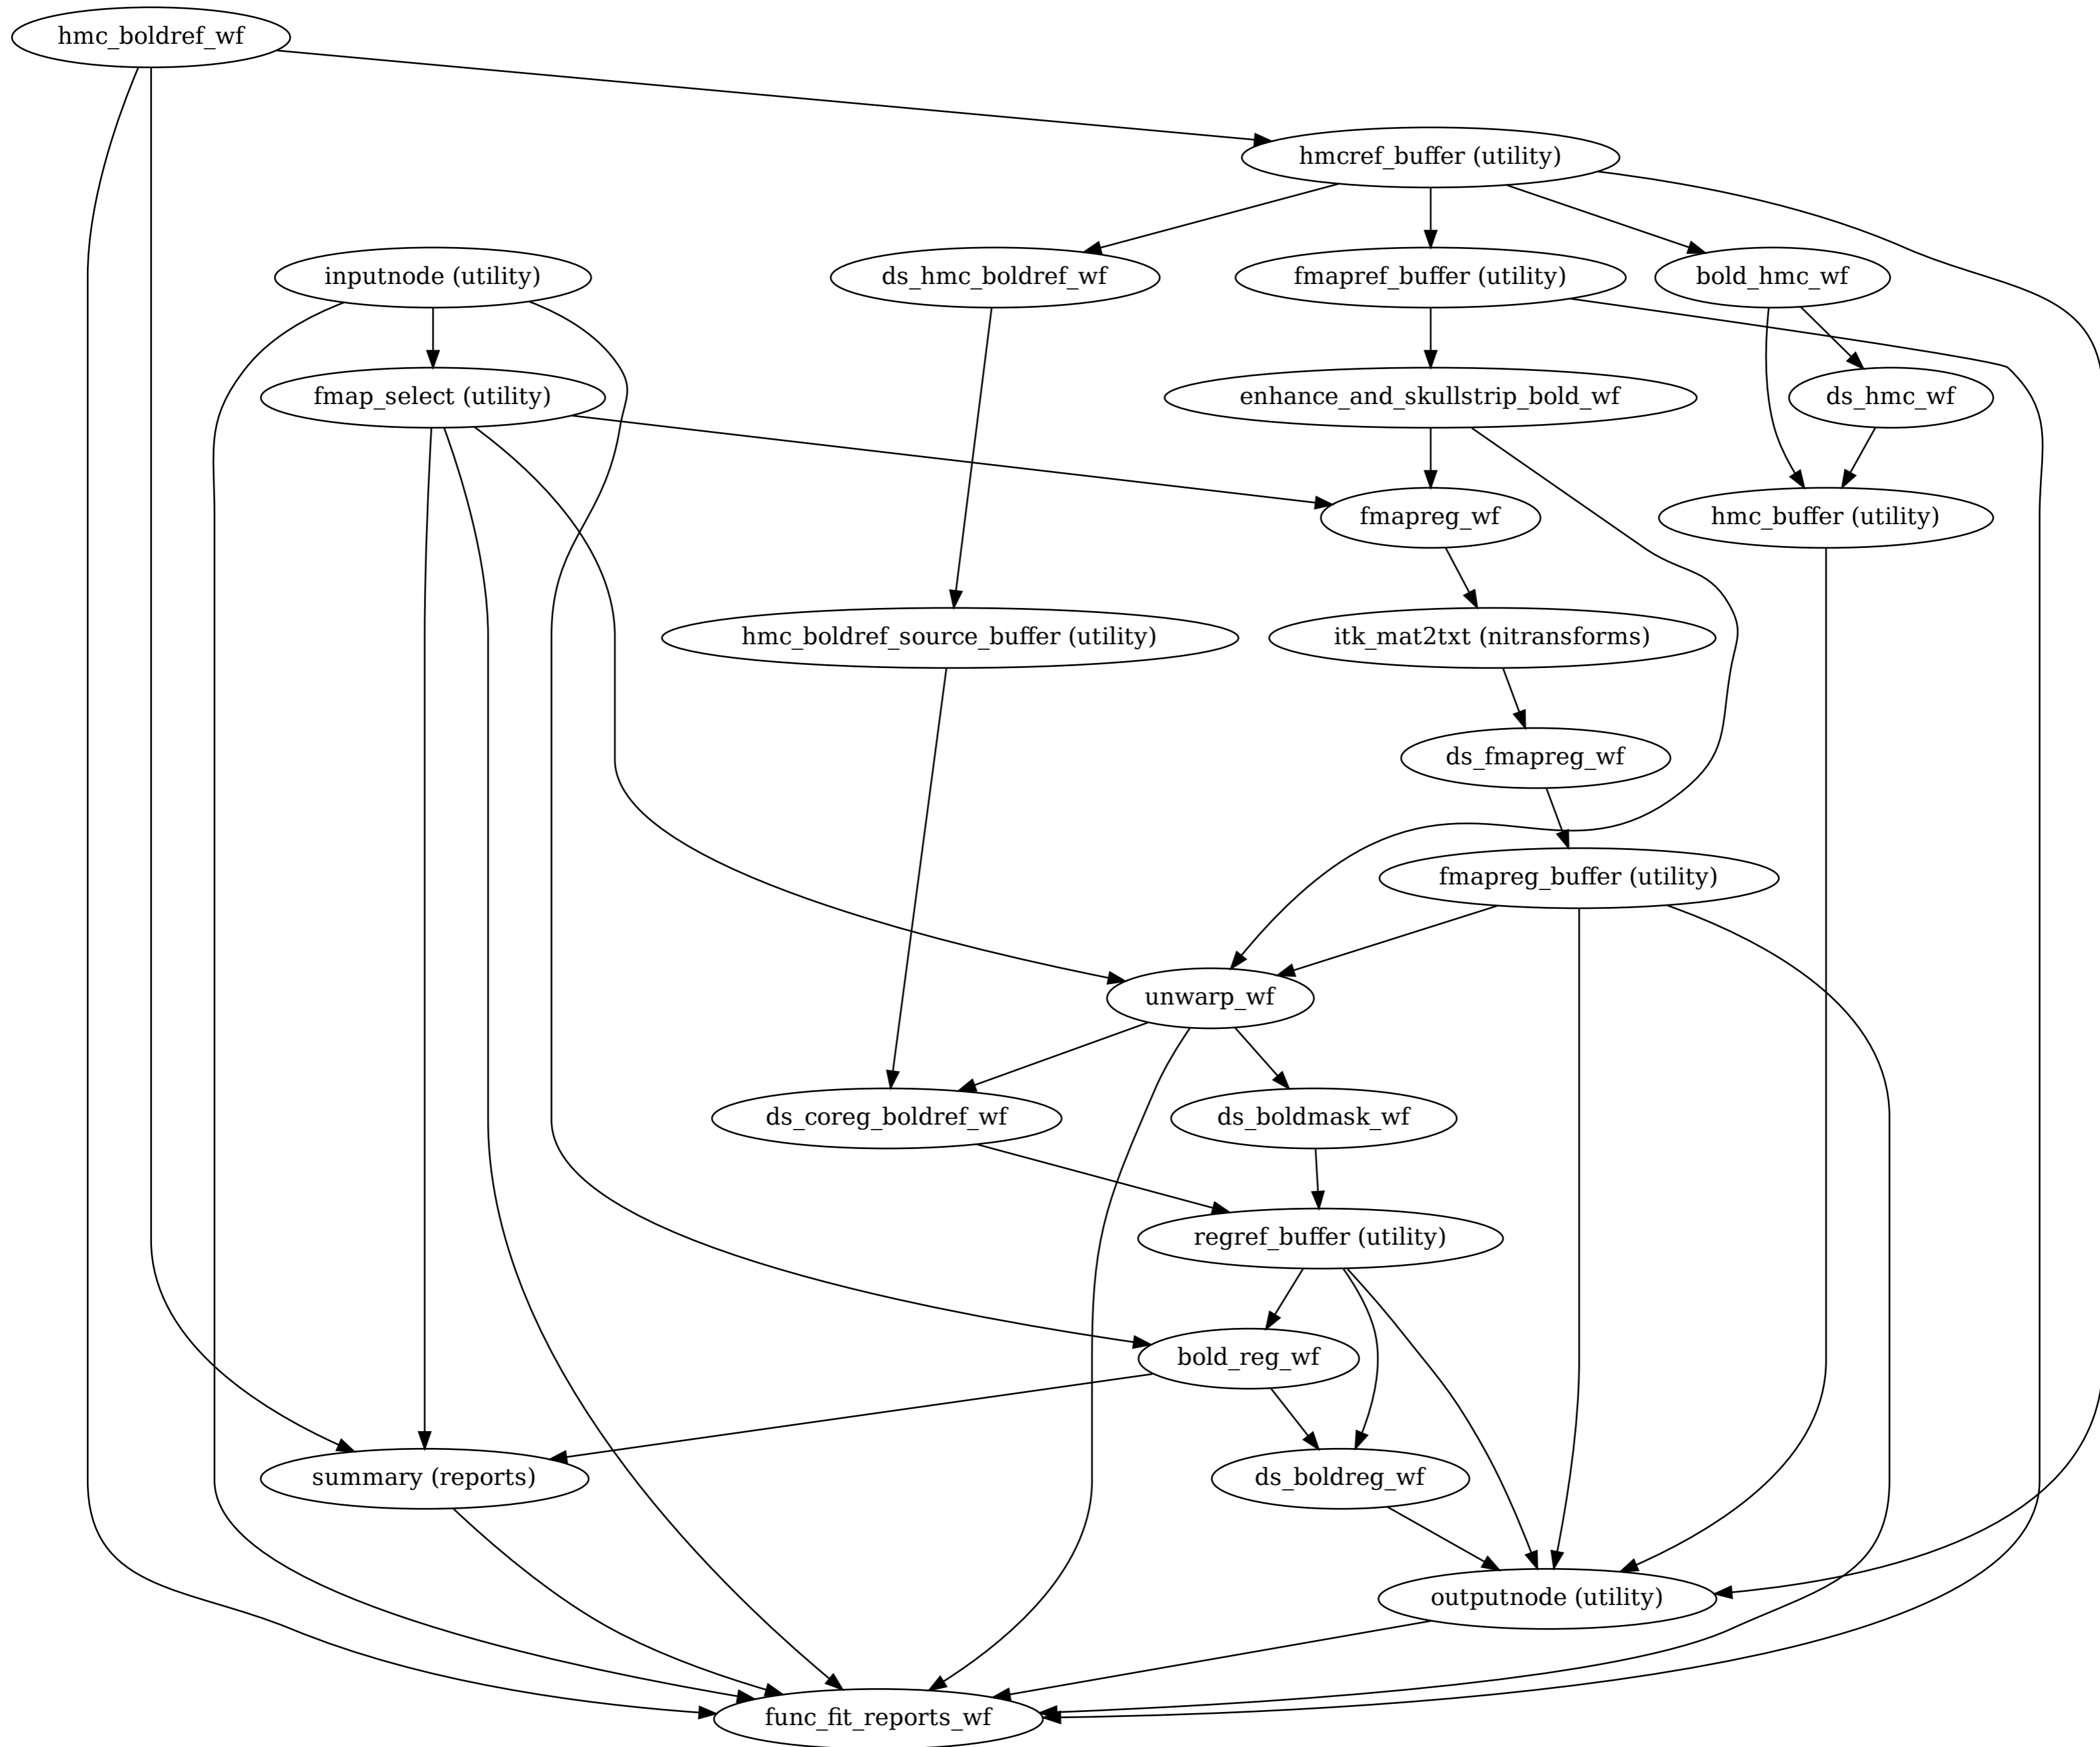 hmc_boldref_wf
hmcref_buffer (utility)
inputnode (utility)
ds_hmc_boldref_wf
fmapref_buffer (utility)
bold_hmc_wf
fmap_select (utility)
enhance_and_skullstrip_bold_wf
ds_hmc_wf
fmapreg_wf
hmc_buffer (utility)
hmc_boldref_source_buffer (utility)
itk_mat2txt (nitransforms)
ds_fmapreg_wf
fmapreg_buffer (utility)
unwarp_wf
ds_coreg_boldref_wf
ds_boldmask_wf
regref_buffer (utility)
bold_reg_wf
summary (reports)
ds_boldreg_wf
outputnode (utility)
func_fit_reports_wf